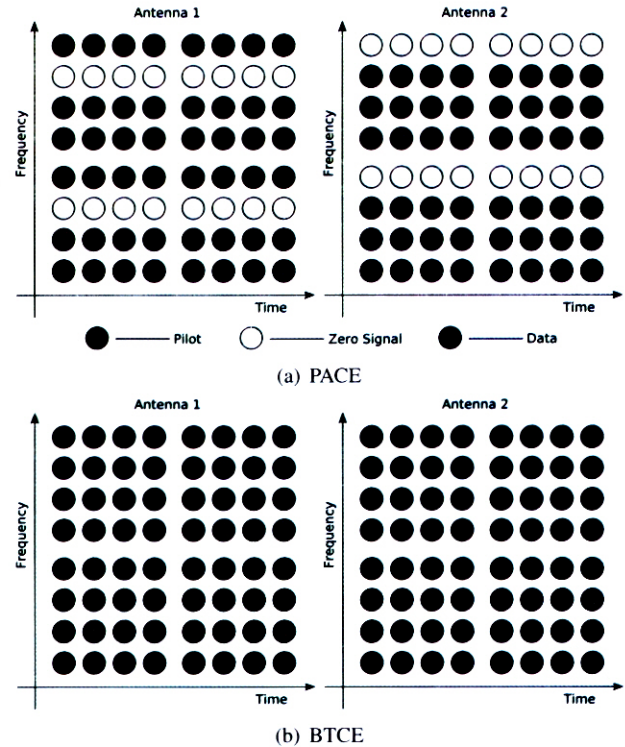 Antenna 1
Antenna 2
Frequency
Time
Frequency
Time
Pilot
Zero Signal
Data
(a) PACE
Antenna 1
Antenna 2
Frequency
Time
Frequency
Time
(b) BTCE